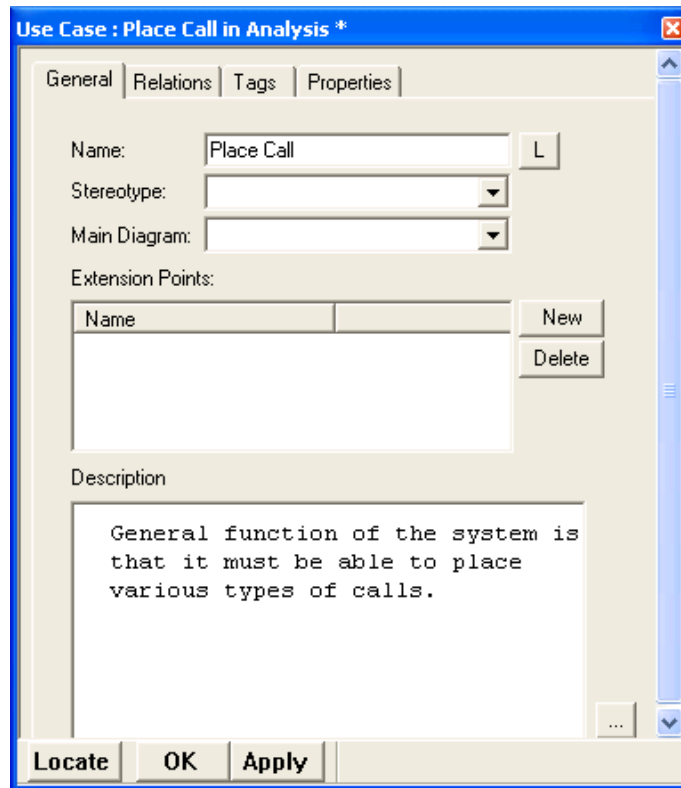 Use Case : Place Call in Analysis *
General Relations Tags Properties
Name: Place Call L
Stereotype:
Main Diagram:
Extension Points:
Name New
Delete
Description
General function of the system is
that it must be able to place
various types of calls.
...
Locate OK Apply